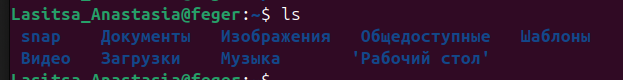 Lasitsa_Anastasia@feger:~$ ls
snap Документы Изображения Общедоступные Шаблоны
Видео Загрузки Музыка 'Рабочий стол'
Lasitsa_Anastasia@feger:~$